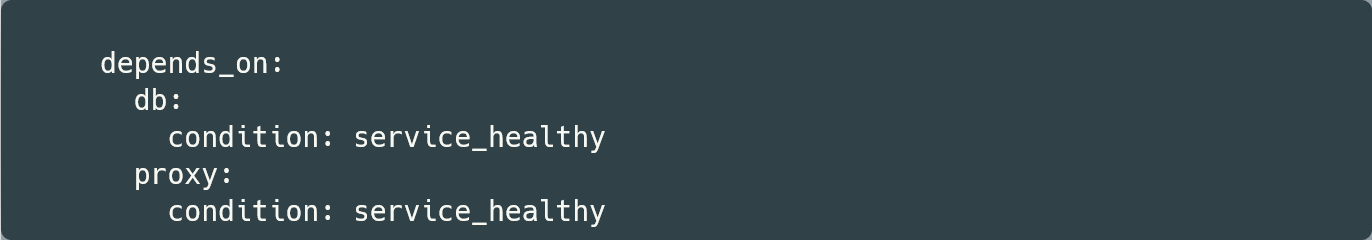 depends_on:
  db:
    condition: service_healthy
  proxy:
    condition: service_healthy